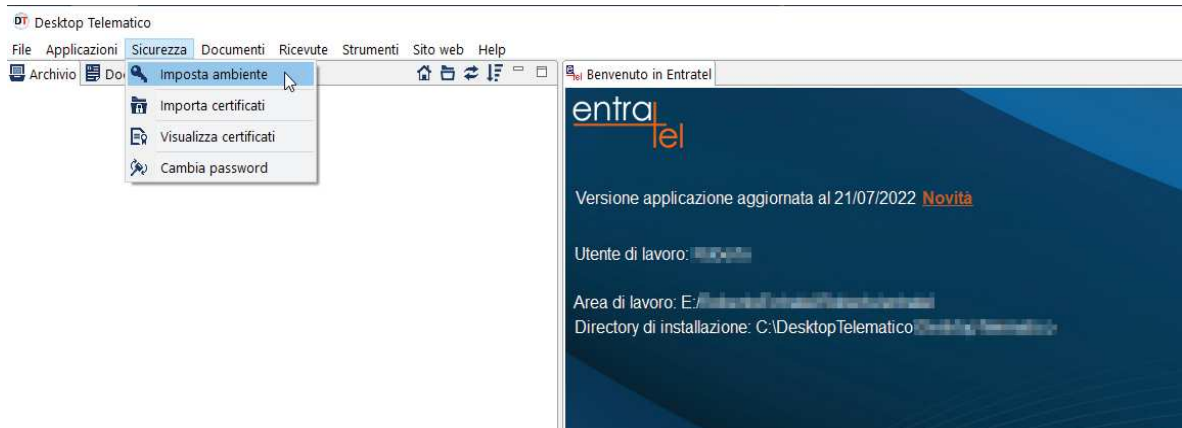 Desktop Telematico
File Applicazioni Sicurezza Documenti Ricevute Strumenti Sito web Help
Archivio Do
Imposta ambiente
Importa certificati
Visualizza certificati
Cambia password
Benvenuto in Entratel
entratel
Versione applicazione aggiornata al 21/07/2022 Novità
Utente di lavoro:
Area di lavoro: E:/
Directory di installazione: C:\DesktopTelematico